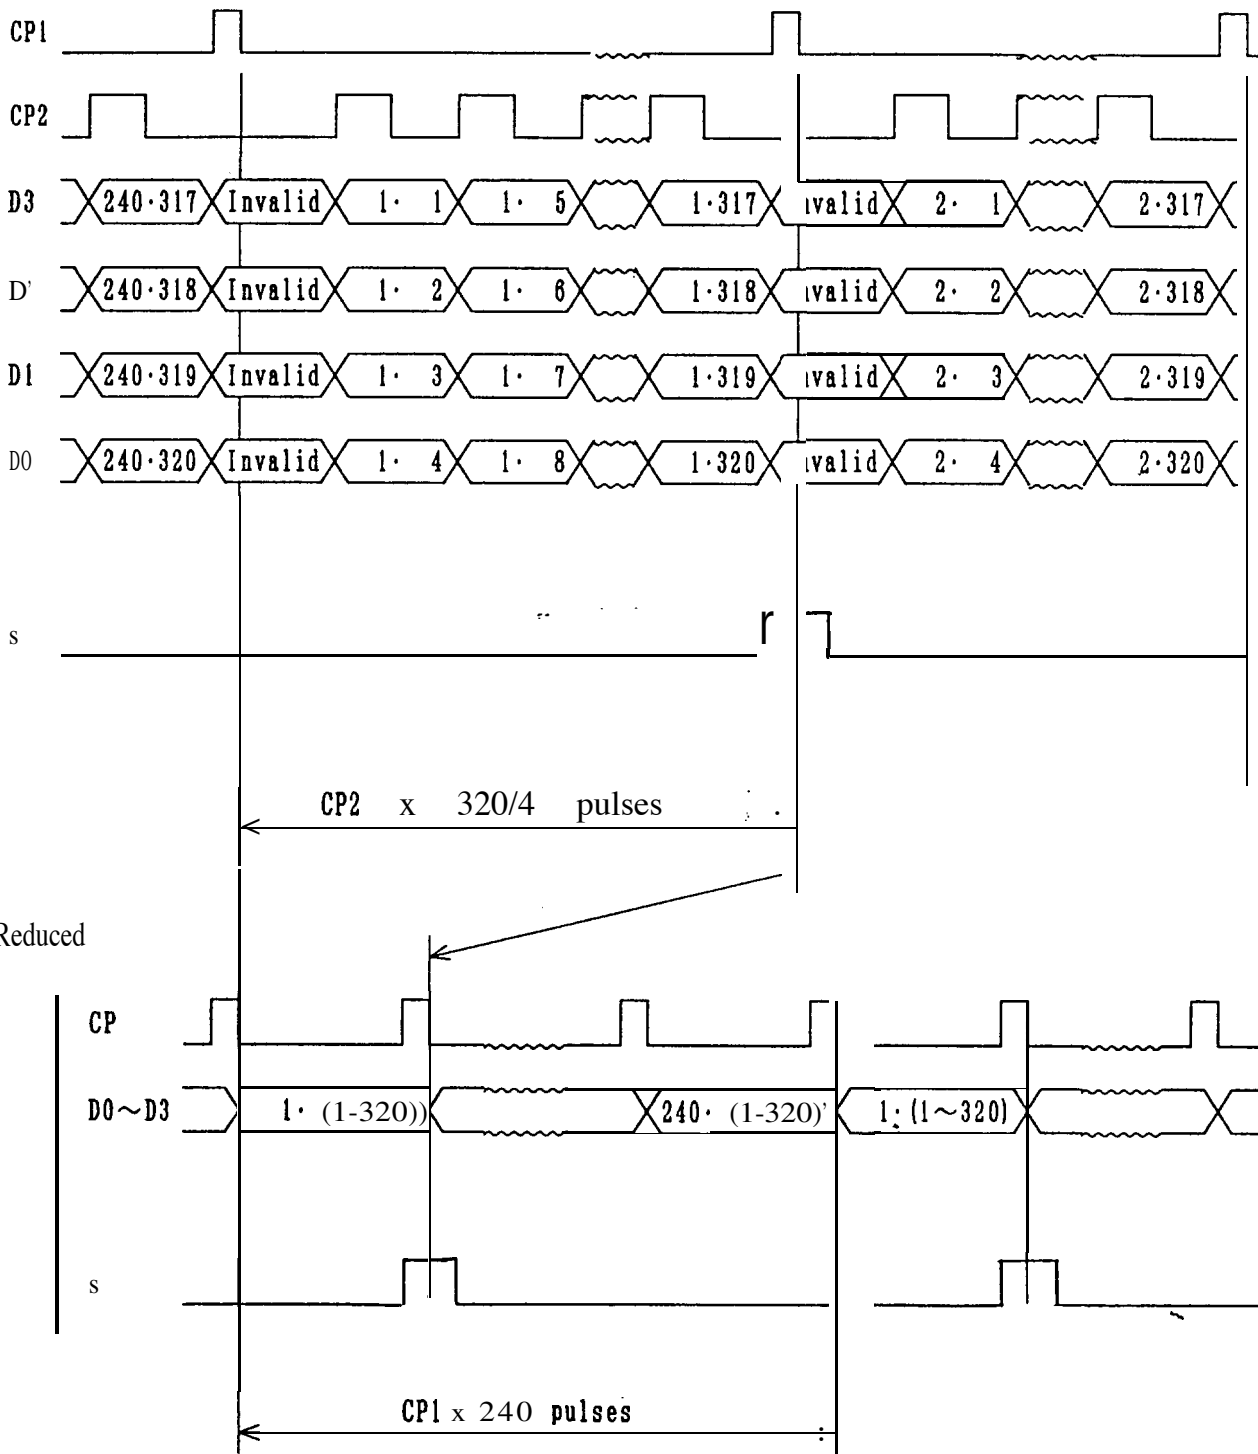 CP1
CP2
D3 240·317 Invalid 1· 1 1· 5 1·317 nvalid 2· 1 2·317
D' 240·318 Invalid 1· 2 1· 6 1·318 nvalid 2· 2 2·318
D1 240·319 Invalid 1· 3 1· 7 1·319 nvalid 2· 3 2·319
D0 240·320 Invalid 1· 4 1· 8 1·320 nvalid 2· 4 2·320
s r
CP2 x 320/4 pulses
Reduced
CP
D0~D3 1· (1-320)) 240· (1-320)' 1·(1~320)
s
CP1 x 240 pulses